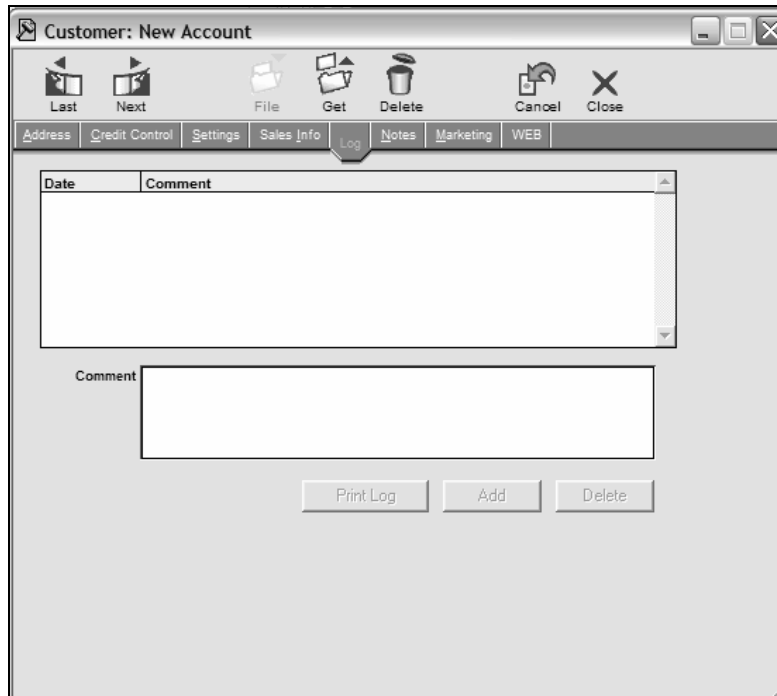 Customer: New Account
Last Next File Get Delete Cancel Close
Address Credit Control Settings Sales Info Log Notes Marketing WEB
Date Comment
Comment
Print Log Add Delete